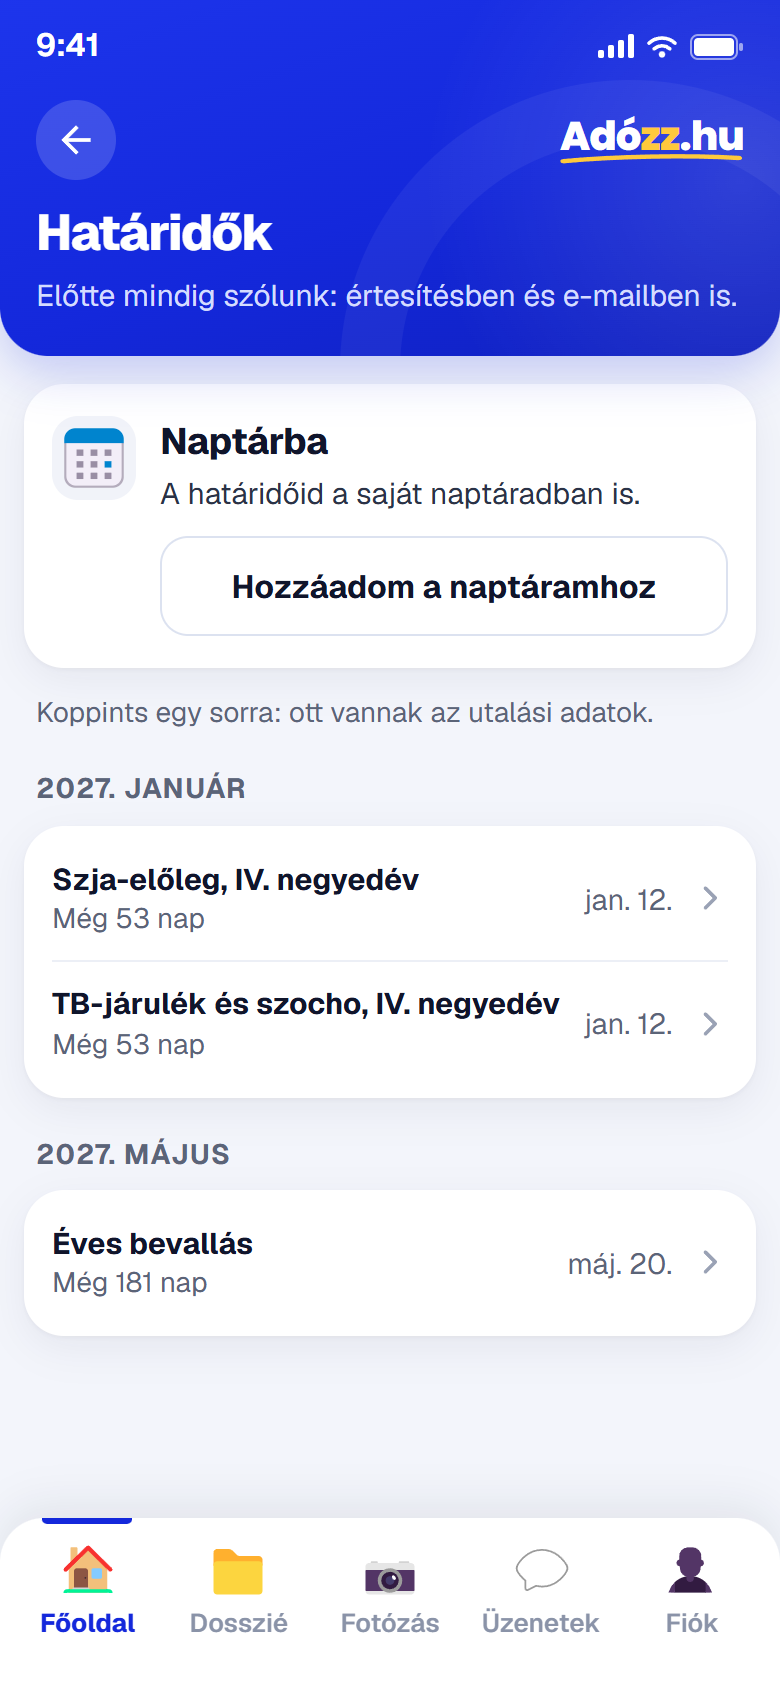 9:41
Adózz.hu
Határidők
Előtte mindig szólunk: értesítésben és e-mailben is.
Naptárba
A határidőid a saját naptáradban is.
Hozzáadom a naptáramhoz
Koppints egy sorra: ott vannak az utalási adatok.
2027. JANUÁR
Szja-előleg, IV. negyedév
Még 53 nap
jan. 12.
TB-járulék és szocho, IV. negyedév
Még 53 nap
jan. 12.
2027. MÁJUS
Éves bevallás
Még 181 nap
máj. 20.
Főoldal
Dosszié
Fotózás
Üzenetek
Fiók